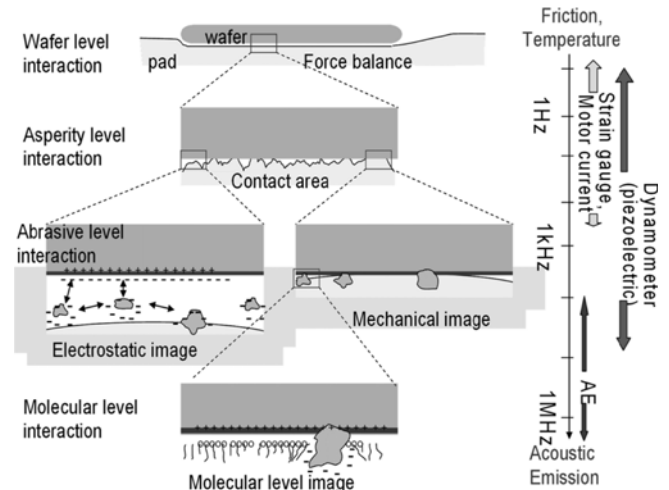 Wafer level
interaction
wafer
pad
Force balance
Asperity level
interaction
Contact area
Abrasive level
interaction
Electrostatic image
Mechanical image
Molecular level
interaction
Molecular level image
Friction,
Temperature
1Hz
1kHz
1MHz
Strain gauge,
Motor current
Dynamometer
(piezoelectric)
AE
Acoustic
Emission